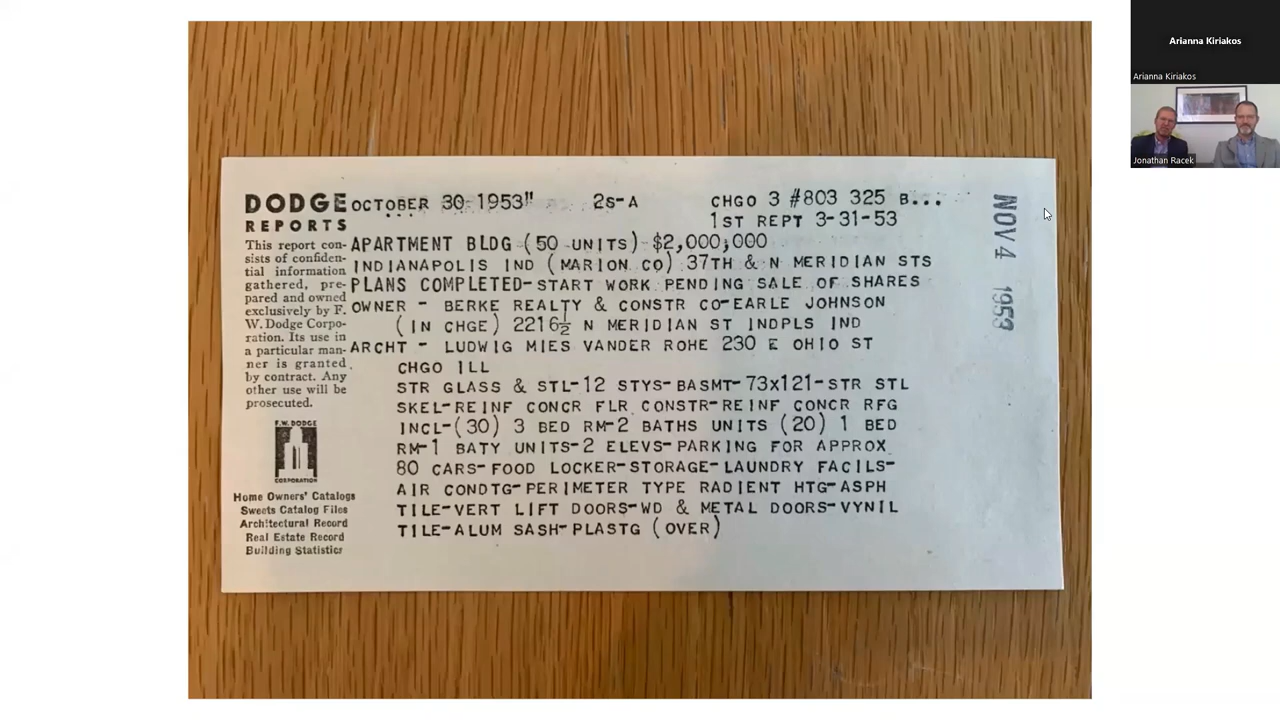 DODGE
REPORTS
This report con-
sists of confiden-
tial information
gathered, pre-
pared and owned
exclusively by F.
W. Dodge Corpo-
ration. Its use in
a particular man-
ner is granted
by contract. Any
other use will be
prosecuted.
F.W. DODGE
CORPORATION
Home Owners' Catalogs
Sweets Catalog Files
Architectural Record
Real Estate Record
Building Statistics
OCTOBER 30-1953" 2S-A CHGO 3 #803 325 B...
1ST REPT 3-31-53
APARTMENT BLDG (50 UNITS) $2,000,000
INDIANAPOLIS IND (MARION CO) 37TH & N MERIDIAN STS
PLANS COMPLETED-START WORK PENDING SALE OF SHARES
OWNER - BERKE REALTY & CONSTR CO-EARLE JOHNSON
(IN CHGE) 2216½ N MERIDIAN ST INDPLS IND
ARCHT - LUDWIG MIES VANDER ROHE 230 E OHIO ST
CHGO ILL
STR GLASS & STL-12 STYS-BASMT-73x121-STR STL
SKEL-REINF CONCR FLR CONSTR-REINF CONCR RFG
INCL-(30) 3 BED RM-2 BATHS UNITS (20) 1 BED
RM-1 BATY UNITS-2 ELEVS-PARKING FOR APPROX
80 CARS-FOOD LOCKER-STORAGE-LAUNDRY FACILS-
AIR CONDTG-PERIMETER TYPE RADIENT HTG-ASPH
TILE-VERT LIFT DOORS-WD & METAL DOORS-VYNIL
TILE-ALUM SASH-PLASTG (OVER)
NOV 4 1953
Arianna Kiriakos
Arianna Kiriakos
Jonathan Racek